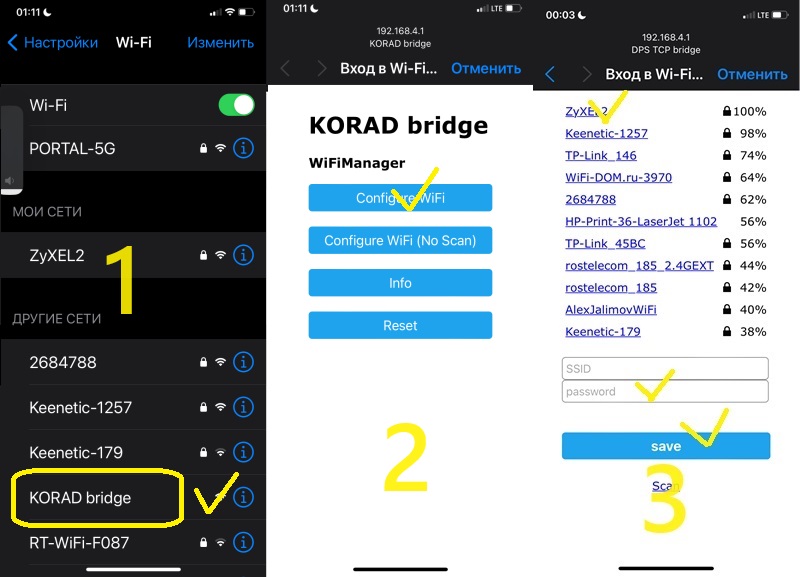 01:11
Настройки Wi-Fi Изменить
Wi-Fi
PORTAL-5G
МОИ СЕТИ
ZyXEL2
1
ДРУГИЕ СЕТИ
2684788
Keenetic-1257
Keenetic-179
KORAD bridge
RT-WiFi-F087
01:11 LTE
192.168.4.1
KORAD bridge
Вход в Wi-Fi... Отменить
KORAD bridge
WiFiManager
Configure WiFi
Configure WiFi (No Scan)
Info
Reset
2
00:03 LTE
192.168.4.1
DPS TCP bridge
Вход в Wi-Fi... Отменить
ZyXEL2 100%
Keenetic-1257 98%
TP-Link_146 74%
WiFi-DOM.ru-3970 64%
2684788 62%
HP-Print-36-LaserJet 1102 56%
TP-Link_45BC 56%
rostelecom_185_2.4GEXT 44%
rostelecom_185 42%
AlexJalimovWiFi 40%
Keenetic-179 38%
SSID
password
save
Scan
3